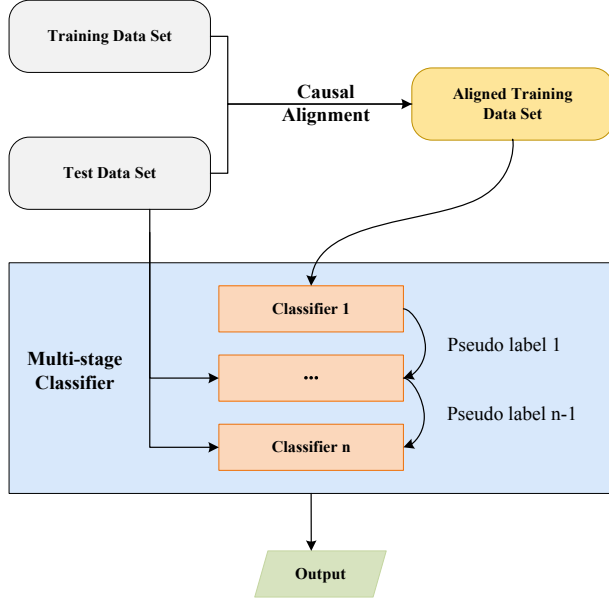 Training Data Set
Causal
Alignment
Aligned Training
Data Set
Test Data Set
Classifier 1
Pseudo label 1
Multi-stage
Classifier
...
Pseudo label n-1
Classifier n
Output